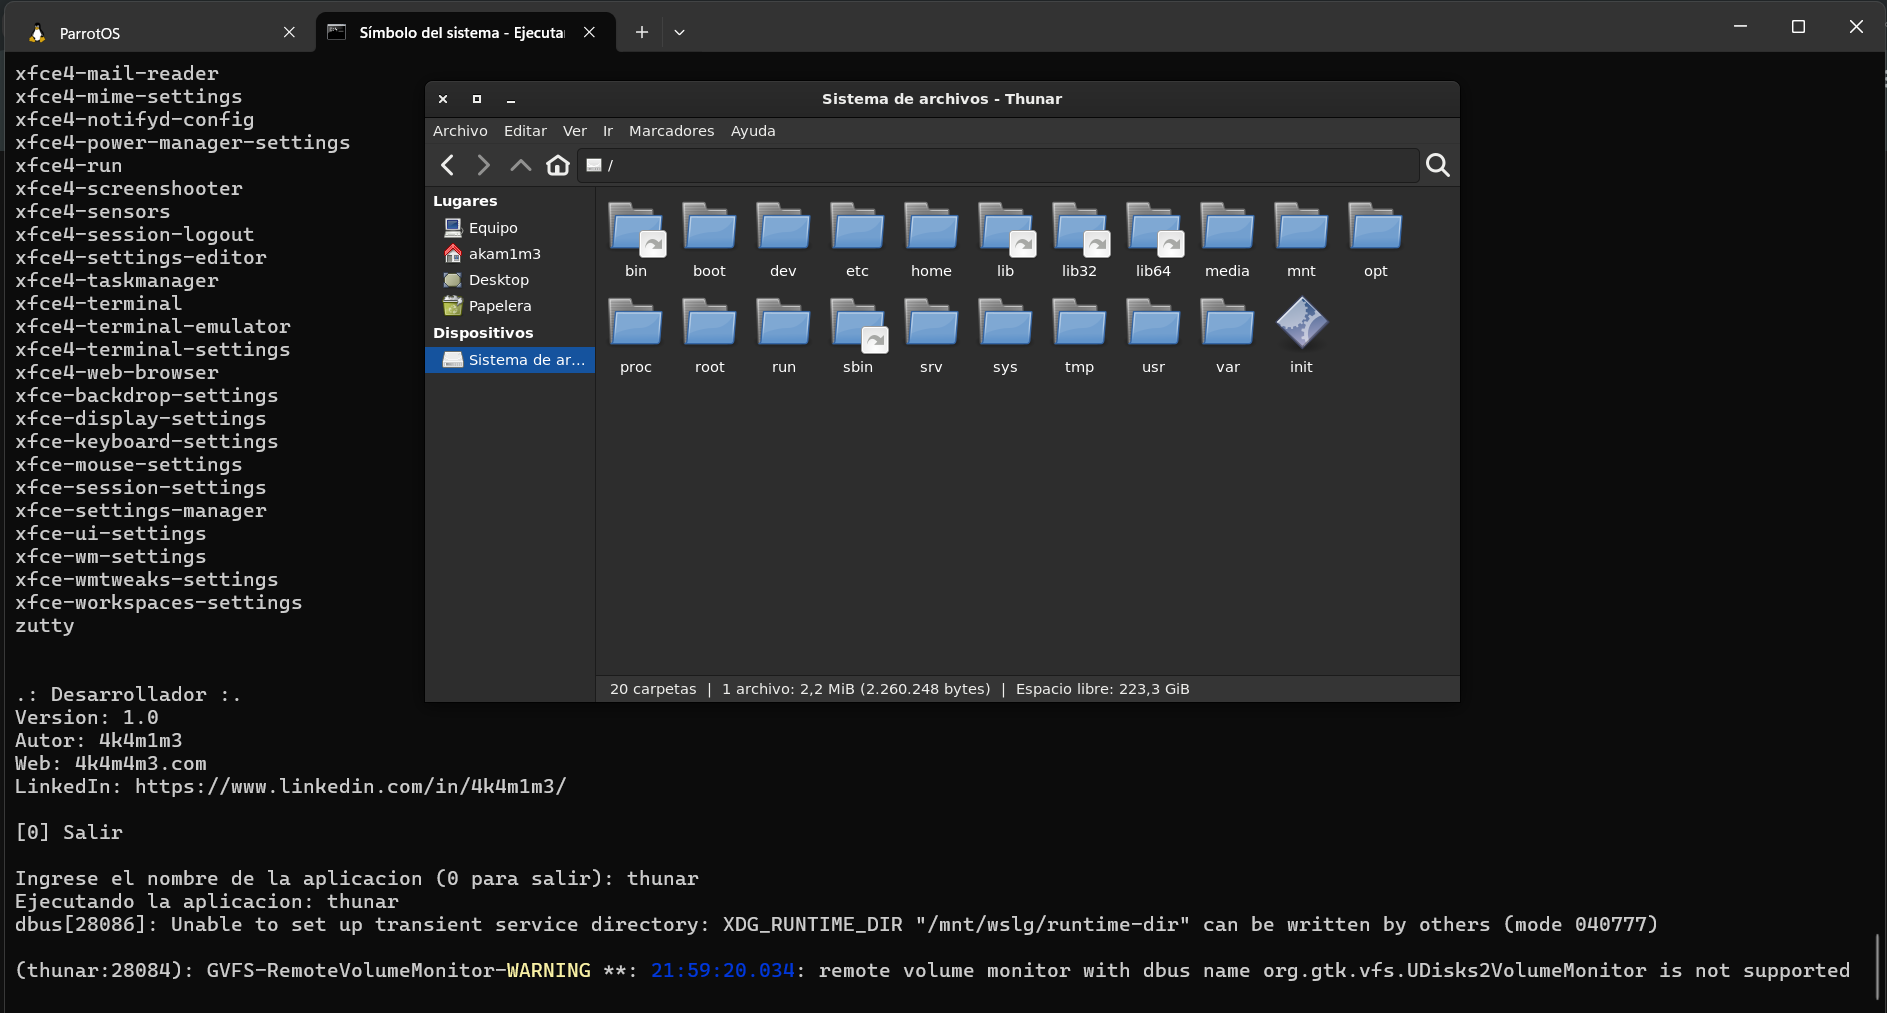 ParrotOS
Símbolo del sistema - Ejecuta
xfce4-mail-reader
xfce4-mime-settings
xfce4-notifyd-config
xfce4-power-manager-settings
xfce4-run
xfce4-screenshooter
xfce4-sensors
xfce4-session-logout
xfce4-settings-editor
xfce4-taskmanager
xfce4-terminal
xfce4-terminal-emulator
xfce4-terminal-settings
xfce4-web-browser
xfce-backdrop-settings
xfce-display-settings
xfce-keyboard-settings
xfce-mouse-settings
xfce-session-settings
xfce-settings-manager
xfce-ui-settings
xfce-wm-settings
xfce-wmtweaks-settings
xfce-workspaces-settings
zutty
.: Desarrollador :.
Version: 1.0
Autor: 4k4m1m3
Web: 4k4m4m3.com
LinkedIn: https://www.linkedin.com/in/4k4m1m3/
[0] Salir
Ingrese el nombre de la aplicacion (0 para salir): thunar
Ejecutando la aplicacion: thunar
dbus[28086]: Unable to set up transient service directory: XDG_RUNTIME_DIR "/mnt/wslg/runtime-dir" can be written by others (mode 040777)
(thunar:28084): GVFS-RemoteVolumeMonitor-WARNING **: 21:59:20.034: remote volume monitor with dbus name org.gtk.vfs.UDisks2VolumeMonitor is not supported
Sistema de archivos - Thunar
Archivo Editar Ver Ir Marcadores Ayuda
/
Lugares
Equipo
akam1m3
Desktop
Papelera
Dispositivos
Sistema de ar...
bin boot dev etc home lib lib32 lib64 media mnt opt
proc root run sbin srv sys tmp usr var init
20 carpetas | 1 archivo: 2,2 MiB (2.260.248 bytes) | Espacio libre: 223,3 GiB